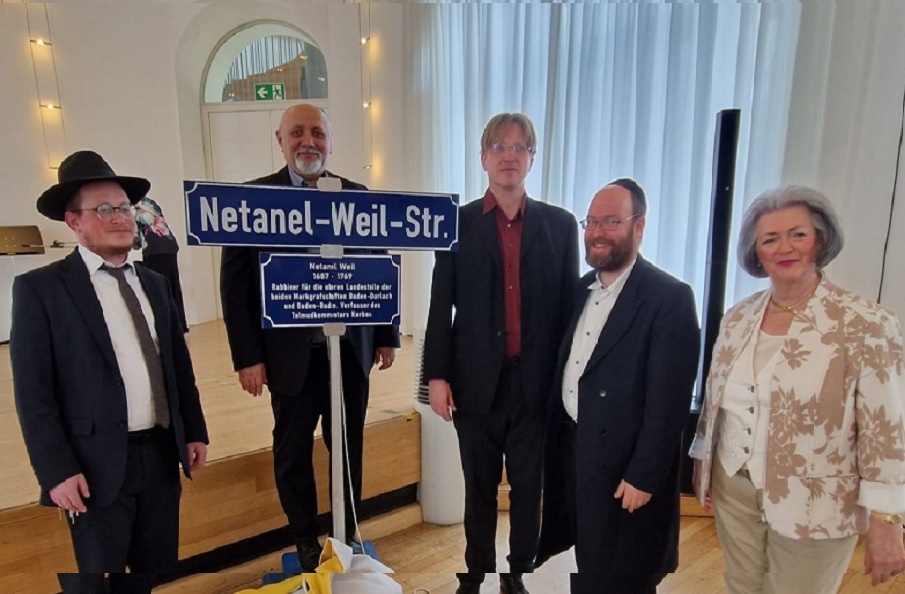 Netanel-Weil-Str.
Netanel Weil
1687 - 1769
Rabbiner für die obren Landesteile der
beiden Markgrafschaften Baden-Durlach
und Baden-Badn. Verfasser des
Talmudkommentars Korban